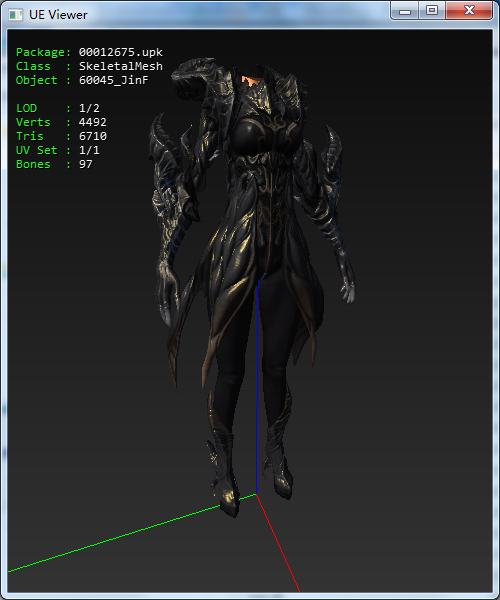 UE Viewer
Package: 00012675.upk
Class : SkeletalMesh
Object : 60045_JinF
LOD : 1/2
Verts : 4492
Tris : 6710
UV Set : 1/1
Bones : 97